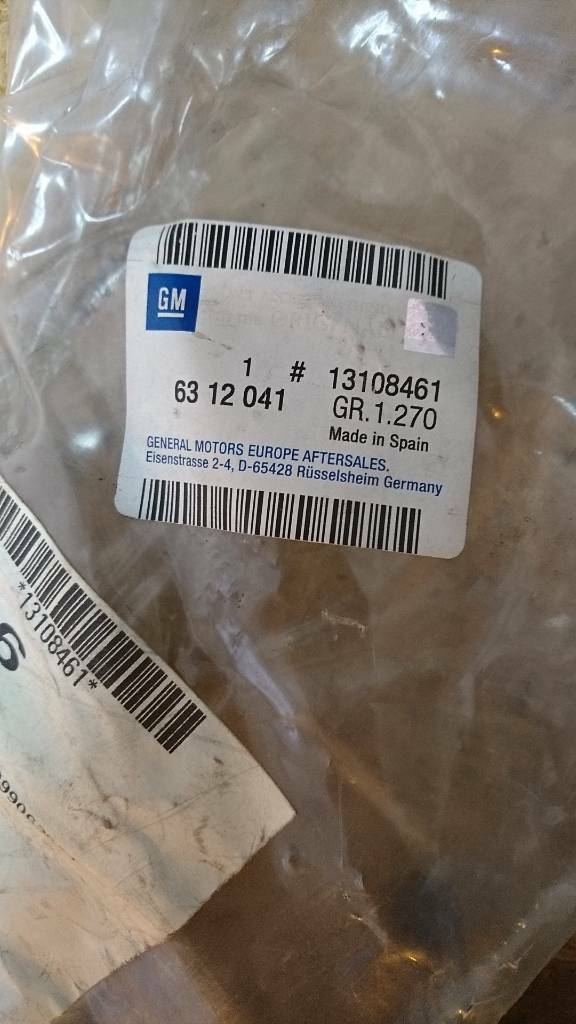 GM
1 # 13108461
63 12 041 GR.1.270
Made in Spain
GENERAL MOTORS EUROPE AFTERSALES.
Eisenstrasse 2-4, D-65428 Rüsselsheim Germany
*13108461*
6